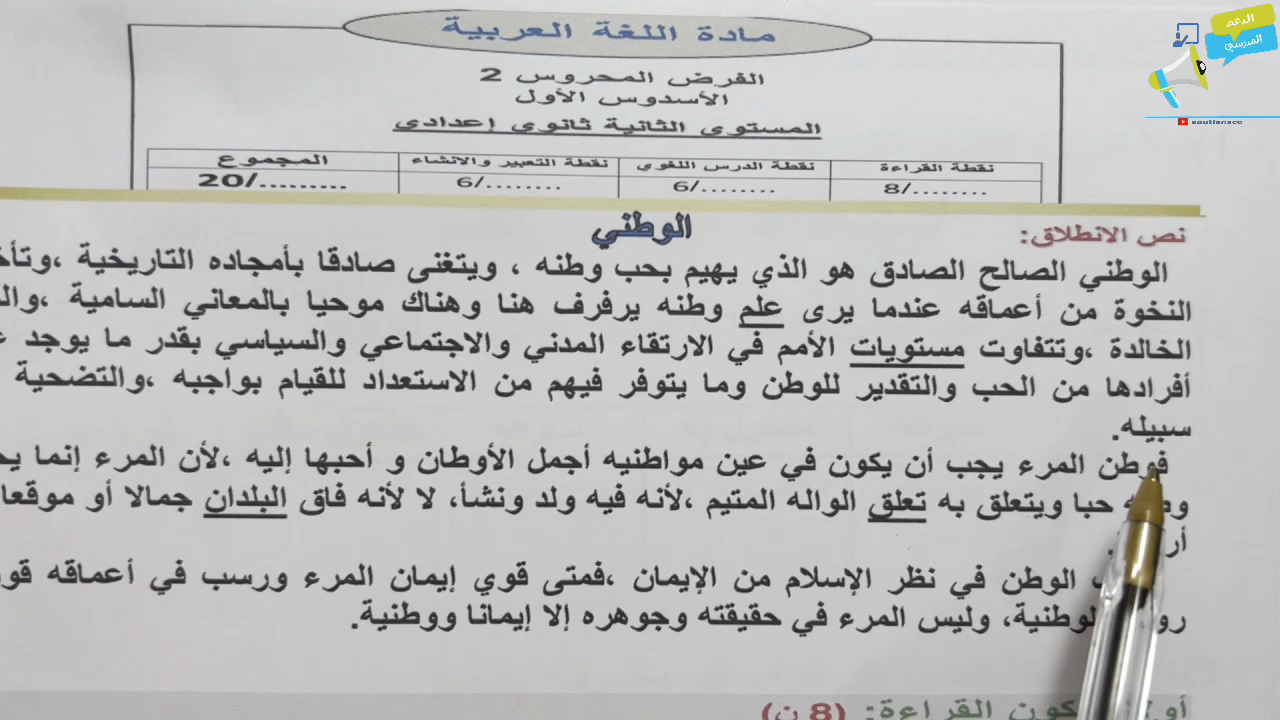 الدعم
المدرسي
soutiensco
مادة اللغة العربية
الفرض المحروس 2
الأسدوس الأول
المستوى الثانية ثانوي إعدادي
نقطة القراءة نقطة الدرس اللغوي نقطة التعبير والانشاء المجموع
........./8 ........./6 ........./6 ........./20
نص الانطلاق:
الوطني
الوطني الصالح الصادق هو الذي يهيم بحب وطنه ، ويتغنى صادقا بأمجاده التاريخية ،
النخوة من أعماقه عندما يرى علم وطنه يرفرف هنا وهناك موحيا بالمعاني السامية ،
الخالدة ،وتتفاوت مستويات الأمم في الارتقاء المدني والاجتماعي والسياسي بقدر ما يوجد
أفرادها من الحب والتقدير للوطن وما يتوفر فيهم من الاستعداد للقيام بواجبه ،والتضحية
سبيله.
فوطن المرء يجب أن يكون في عين مواطنيه أجمل الأوطان و أحبها إليه ،لأن المرء إنما
حبا ويتعلق به تعلق الواله المتيم ،لأنه فيه ولد ونشأ، لا لأنه فاق البلدان جمالا أو موقعا
الوطن في نظر الإسلام من الإيمان ،فمتى قوي إيمان المرء ورسب في أعماقه
الوطنية، وليس المرء في حقيقته وجوهره إلا إيمانا ووطنية.
القراءة: (8 ن)